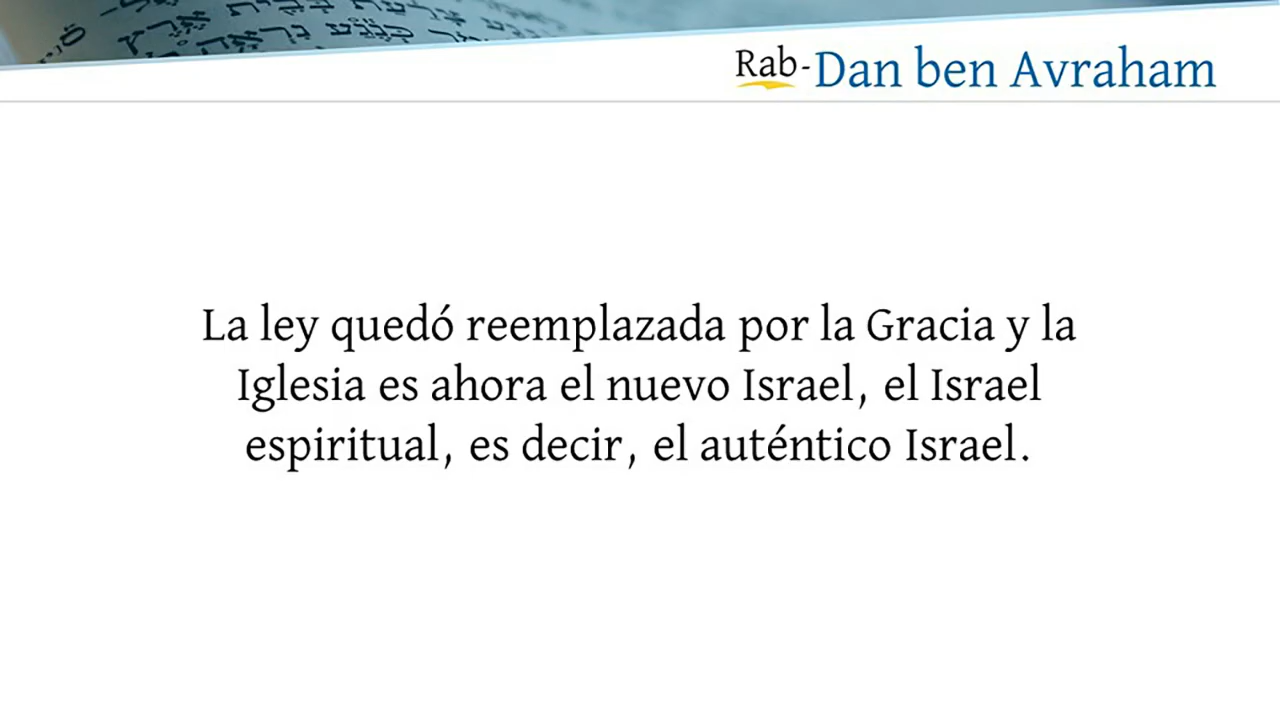 Rab-Dan ben Avraham
La ley quedó reemplazada por la Gracia y la
Iglesia es ahora el nuevo Israel, el Israel
espiritual, es decir, el auténtico Israel.